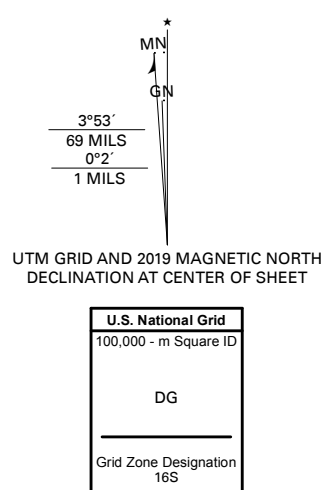 ★
MN
GN
3°53´
69 MILS
0°2´
1 MILS
UTM GRID AND 2019 MAGNETIC NORTH
DECLINATION AT CENTER OF SHEET
U.S. National Grid
100,000 - m Square ID
DG
Grid Zone Designation
16S